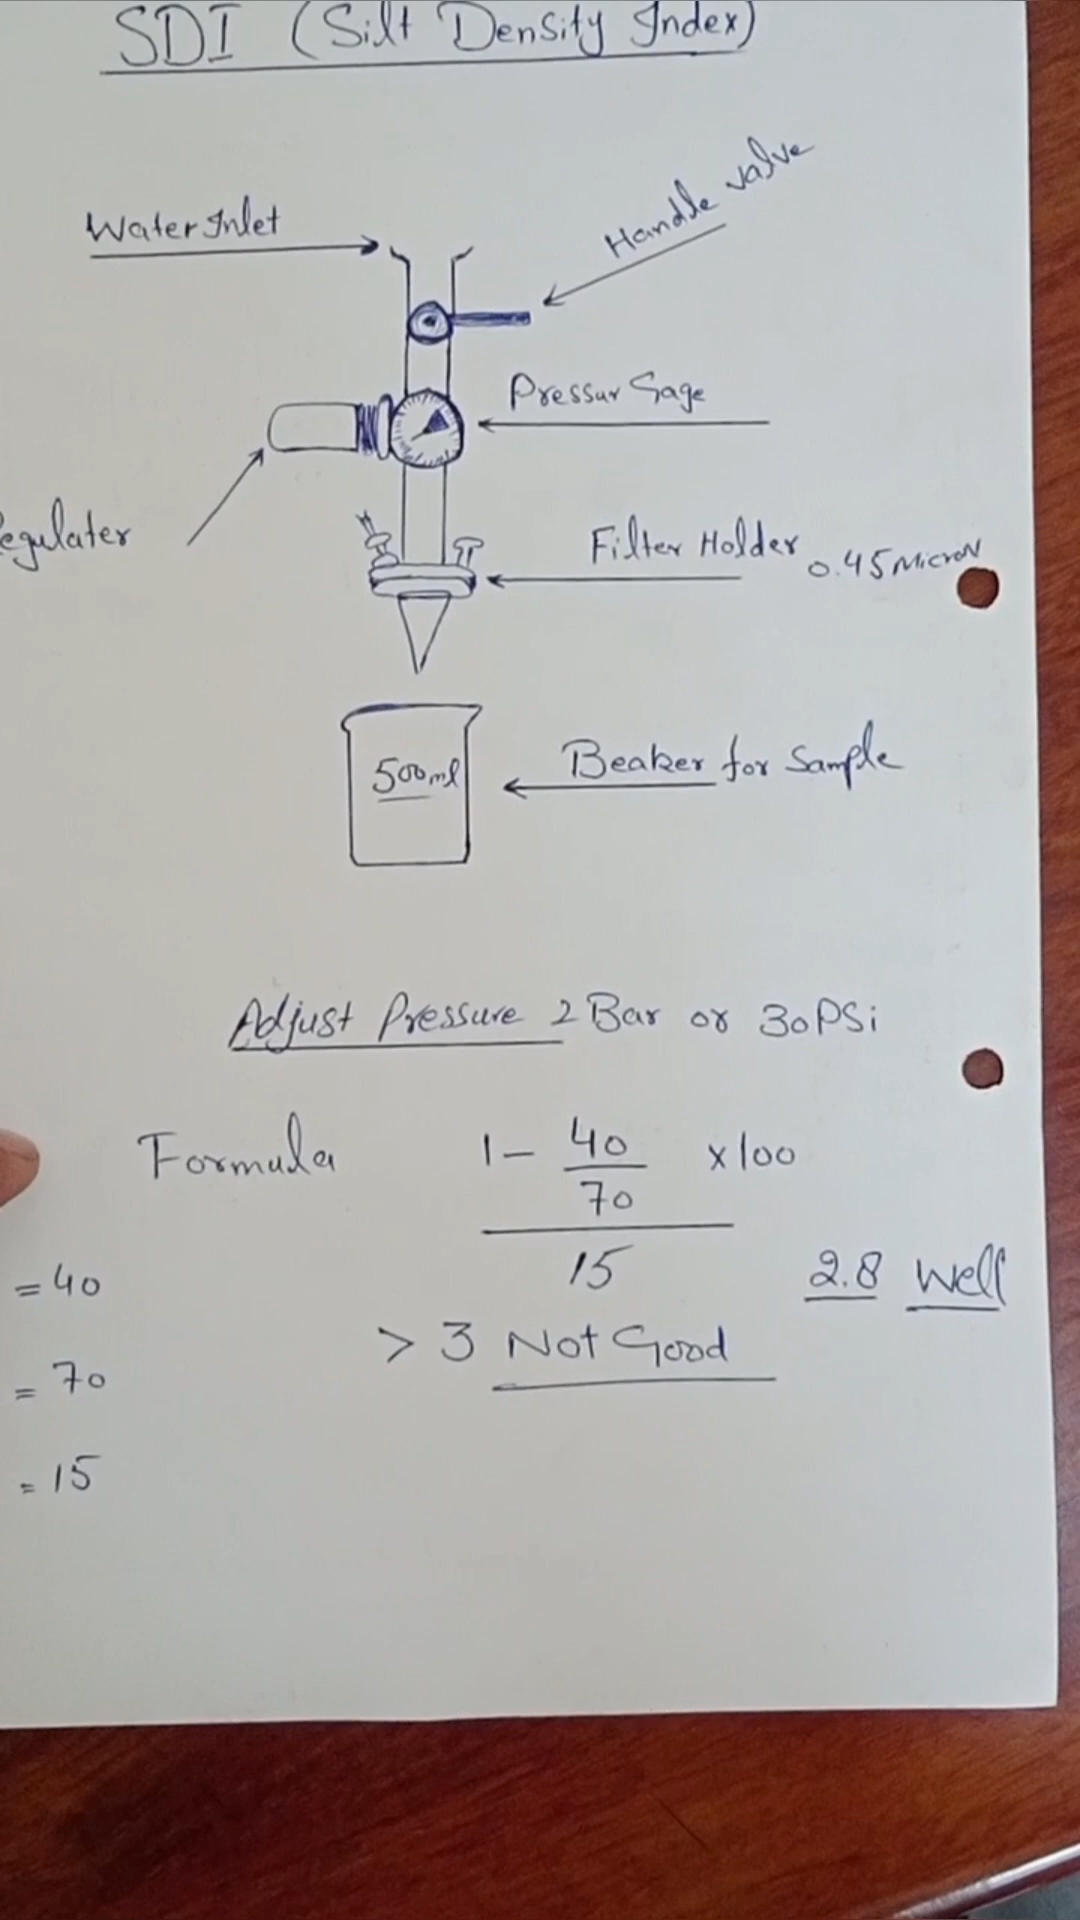 SDI (Silt Density Index)
Water Inlet
Handle valve
Pressur Gage
egulater
Filter Holder 0.45 MicroN
500ml
Beaker for Sample
Adjust Pressure 2 Bar or 30 PSi
Formula
1 - 40 x 100
70
15
= 40
2.8 Well
> 3 Not Good
= 70
= 15